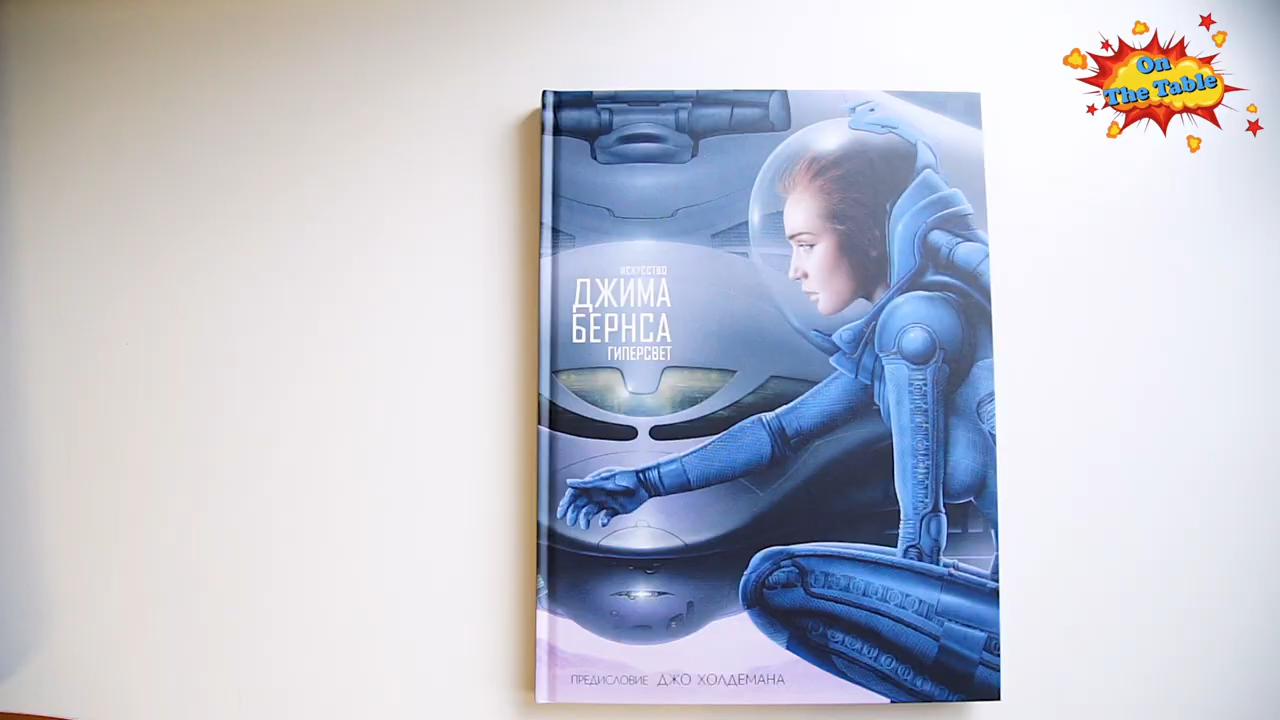 On
The Table
ИСКУССТВО
ДЖИМА
БЕРНСА
ГИПЕРСВЕТ
ПРЕДИСЛОВИЕ ДЖО ХОЛДЕМАНА